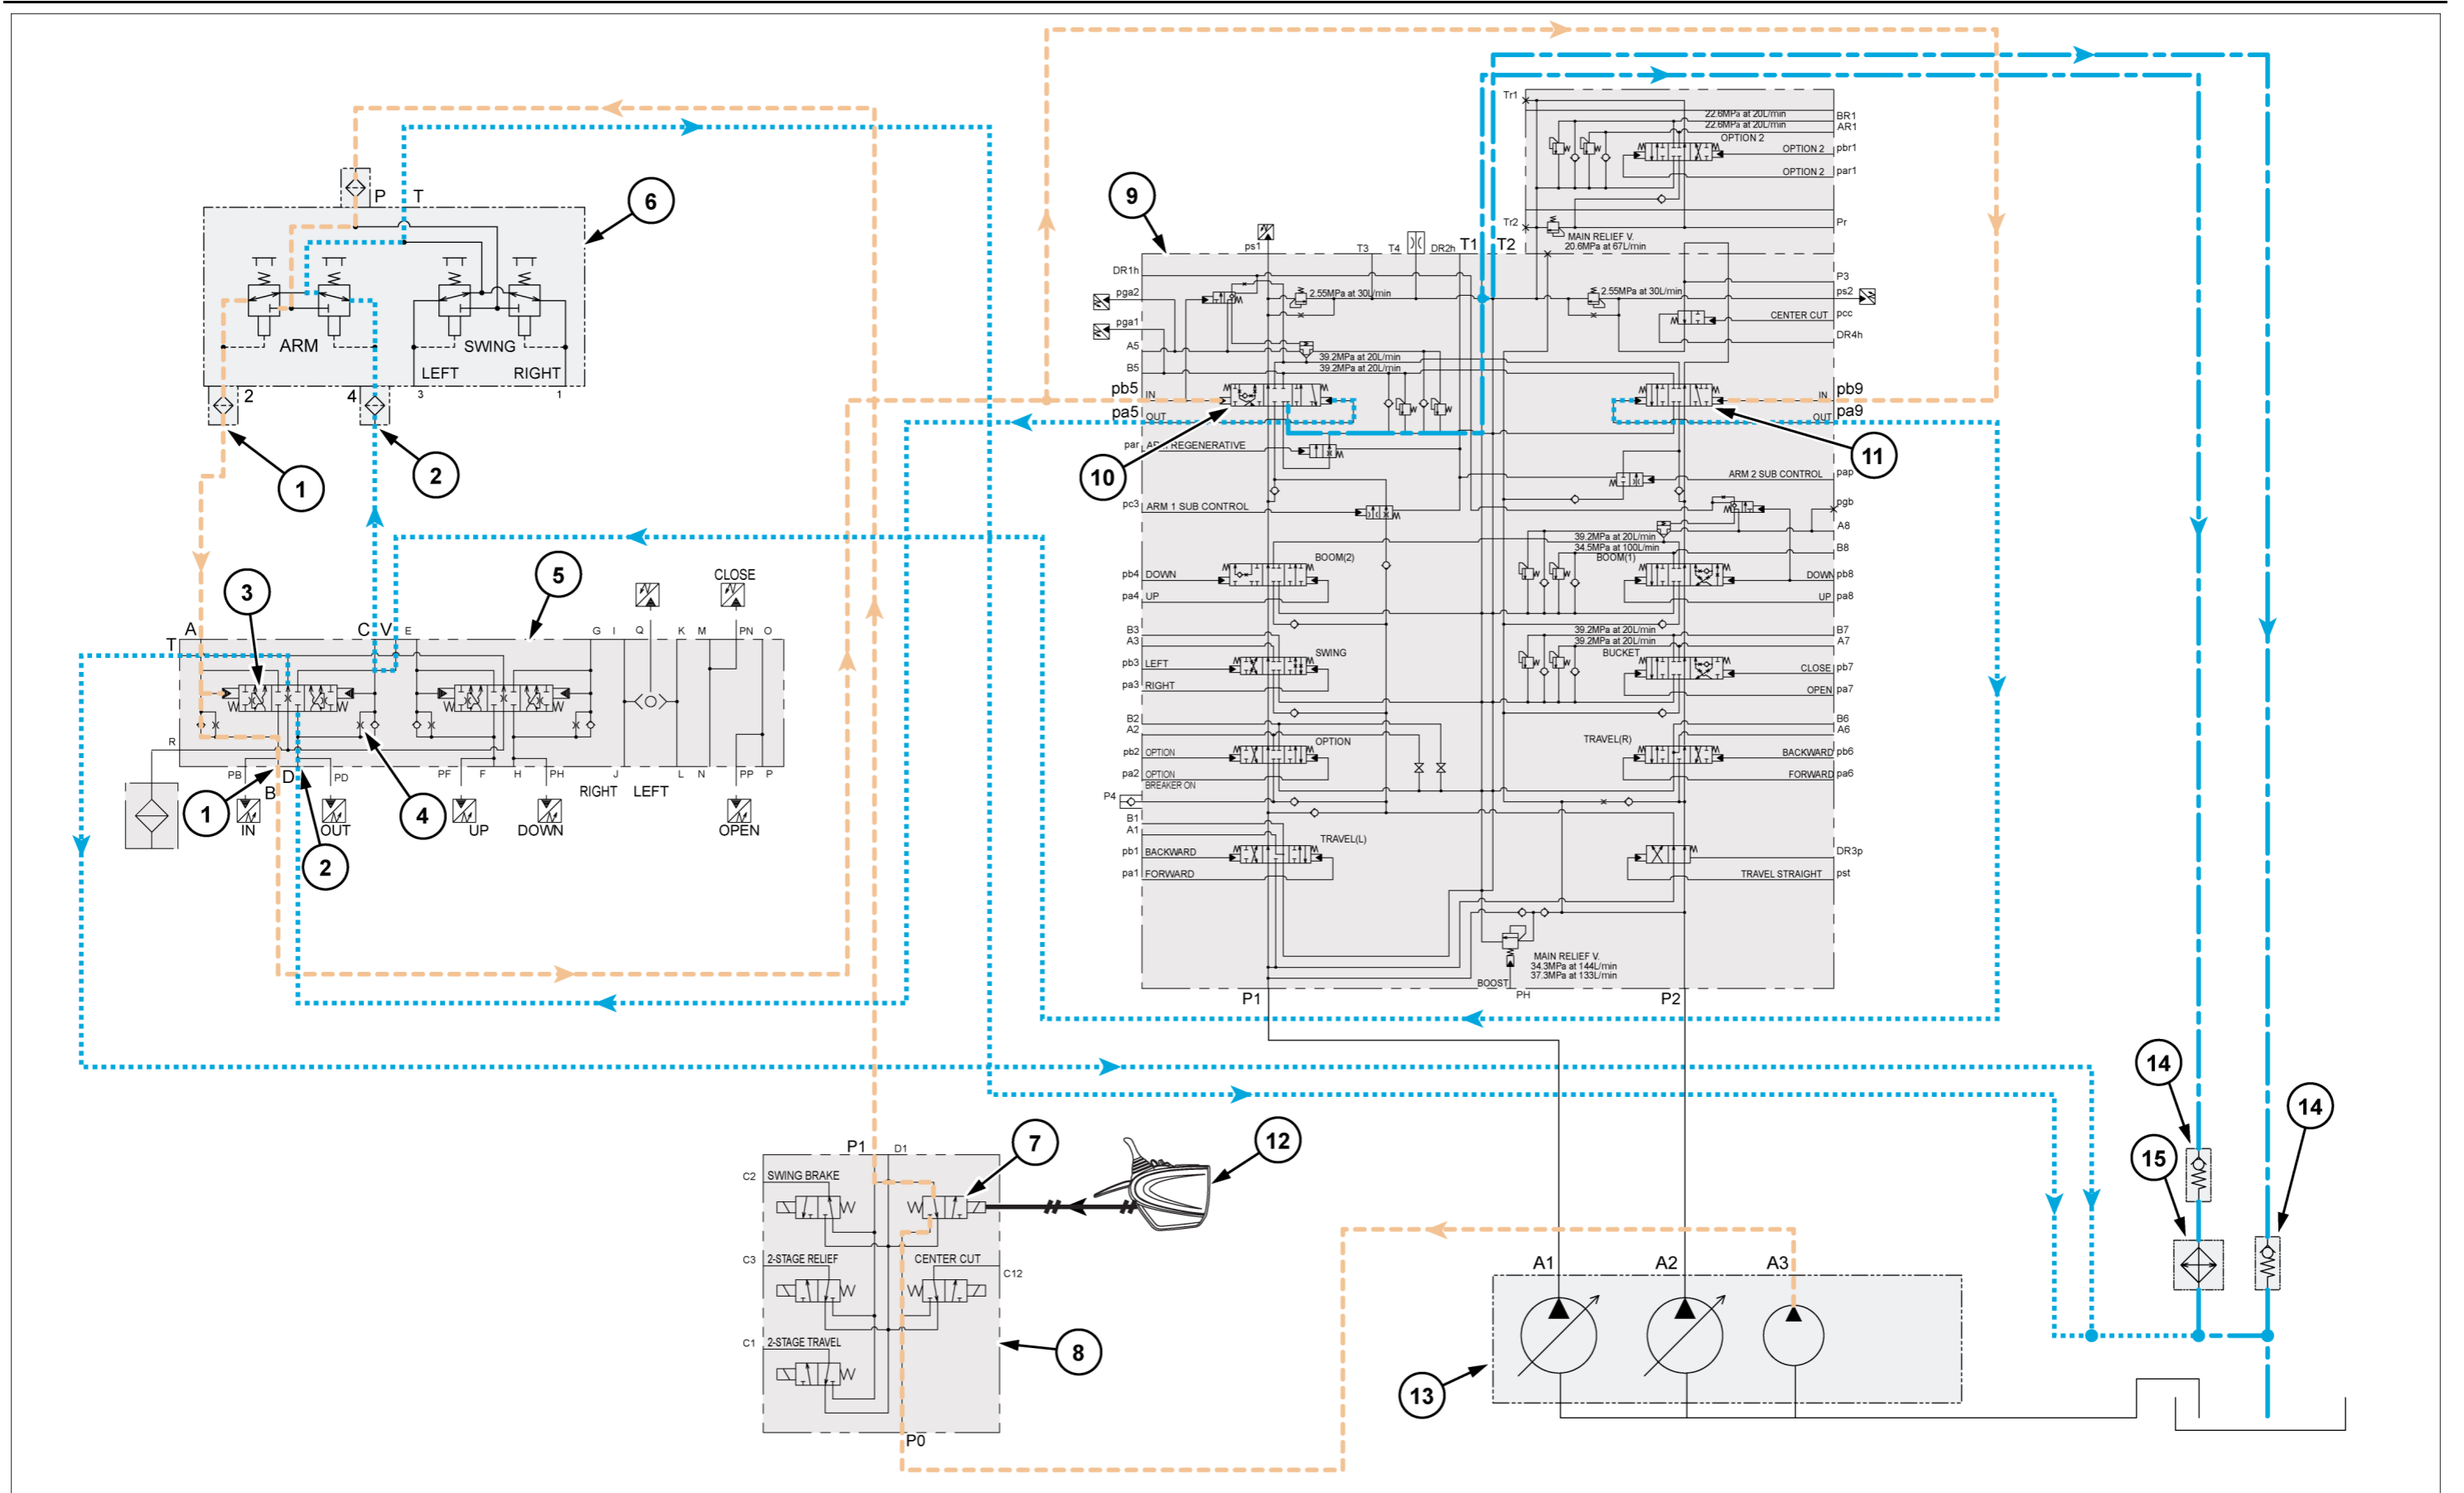 Tr1
22.6MPa at 20L/min
BR1
22.6MPa at 20L/min
AR1
OPTION 2
OPTION 2
pbr1
OPTION 2
par1
Tr2
Pr
MAIN RELIEF V.
20.6MPa at 67L/min
P T
6
9
ps1
T3
T4
DR2h
T1
T2
DR1h
P3
pga2
2.55MPa at 30L/min
2.55MPa at 30L/min
ps2
CENTER CUT
pcc
pga1
DR4h
A5
39.2MPa at 20L/min
B5
39.2MPa at 20L/min
ARM
SWING
LEFT
RIGHT
2
4
3
1
pb5
IN
IN
pb9
pa5
OUT
OUT
pa9
10
11
par
REGENERATIVE
1
2
ARM 2 SUB CONTROL
pap
pc3
ARM 1 SUB CONTROL
pgb
A8
39.2MPa at 20L/min
34.5MPa at 100L/min
B8
BOOM(2)
BOOM(1)
pb4
DOWN
DOWN
pb8
pa4
UP
UP
pa8
3
5
CLOSE
A
C
V
E
G
I
Q
K
M
PN
O
T
B3
39.2MPa at 20L/min
B7
A3
39.2MPa at 20L/min
A7
SWING
BUCKET
pb3
LEFT
CLOSE
pb7
pa3
RIGHT
OPEN
pa7
B2
B6
A2
A6
OPTION
TRAVEL(R)
pb2
OPTION
BACKWARD
pb6
pa2
OPTION
FORWARD
pa6
BREAKER ON
P4
R
PB
D
PD
PF
F
H
PH
J
L
N
PP
P
B
RIGHT
LEFT
1
4
IN
OUT
UP
DOWN
OPEN
2
B1
A1
TRAVEL(L)
pb1
BACKWARD
DR3p
pa1
FORWARD
TRAVEL STRAIGHT
pst
MAIN RELIEF V.
34.3MPa at 144L/min
37.3MPa at 133L/min
BOOST
P1
PH
P2
14
14
15
P1
D1
7
12
C2
SWING BRAKE
C3
2-STAGE RELIEF
CENTER CUT
C12
C1
2-STAGE TRAVEL
8
P0
A1
A2
A3
13